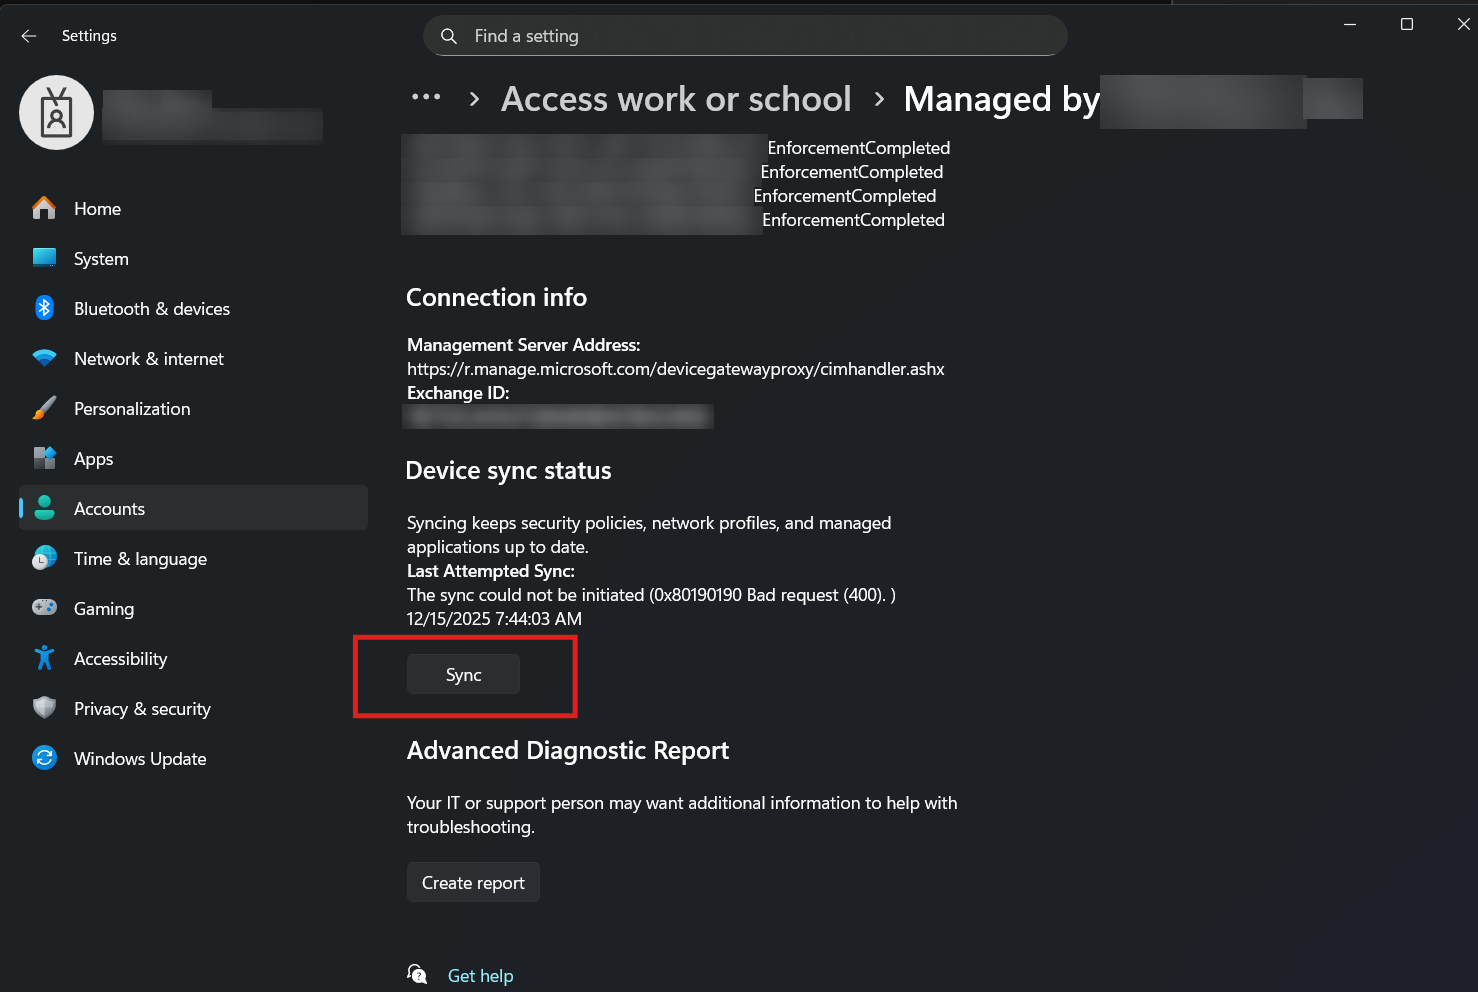 Settings
Find a setting
Access work or school > Managed by
EnforcementCompleted
EnforcementCompleted
EnforcementCompleted
EnforcementCompleted
Home
System
Bluetooth & devices
Network & internet
Personalization
Apps
Accounts
Time & language
Gaming
Accessibility
Privacy & security
Windows Update
Connection info
Management Server Address:
https://r.manage.microsoft.com/devicegatewayproxy/cimhandler.ashx
Exchange ID:
Device sync status
Syncing keeps security policies, network profiles, and managed
applications up to date.
Last Attempted Sync:
The sync could not be initiated (0x80190190 Bad request (400). )
12/15/2025 7:44:03 AM
Sync
Advanced Diagnostic Report
Your IT or support person may want additional information to help with
troubleshooting.
Create report
Get help